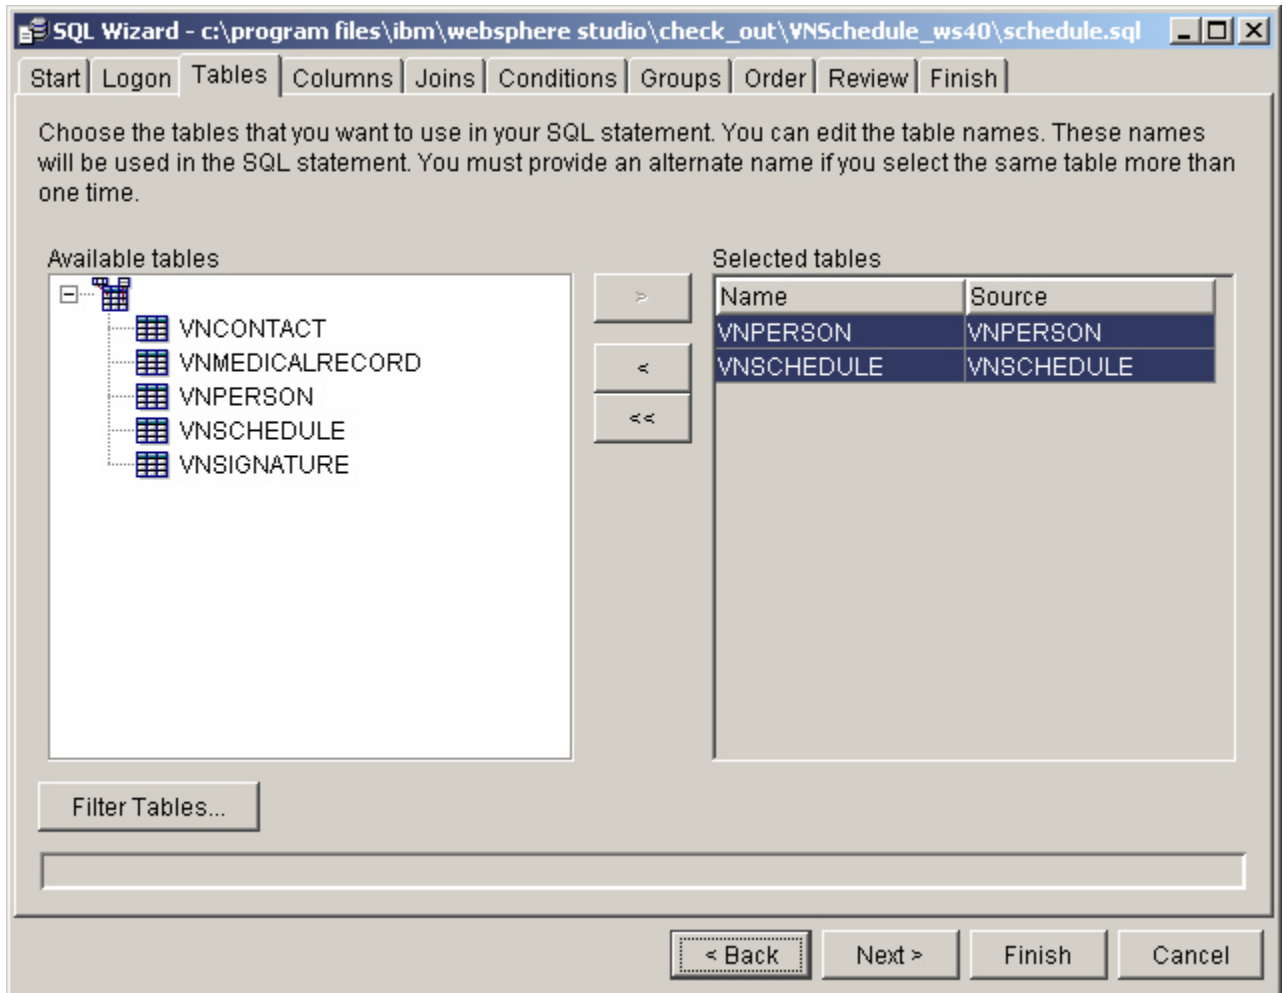 SQL Wizard - c:\program files\ibm\websphere studio\check_out\VNSchedule_ws40\schedule.sql
Start Logon Tables Columns Joins Conditions Groups Order Review Finish
Choose the tables that you want to use in your SQL statement. You can edit the table names. These names
will be used in the SQL statement. You must provide an alternate name if you select the same table more than
one time.
Available tables
VNCONTACT
VNMEDICALRECORD
VNPERSON
VNSCHEDULE
VNSIGNATURE
>
<
<<
Selected tables
Name Source
VNPERSON VNPERSON
VNSCHEDULE VNSCHEDULE
Filter Tables...
< Back Next > Finish Cancel